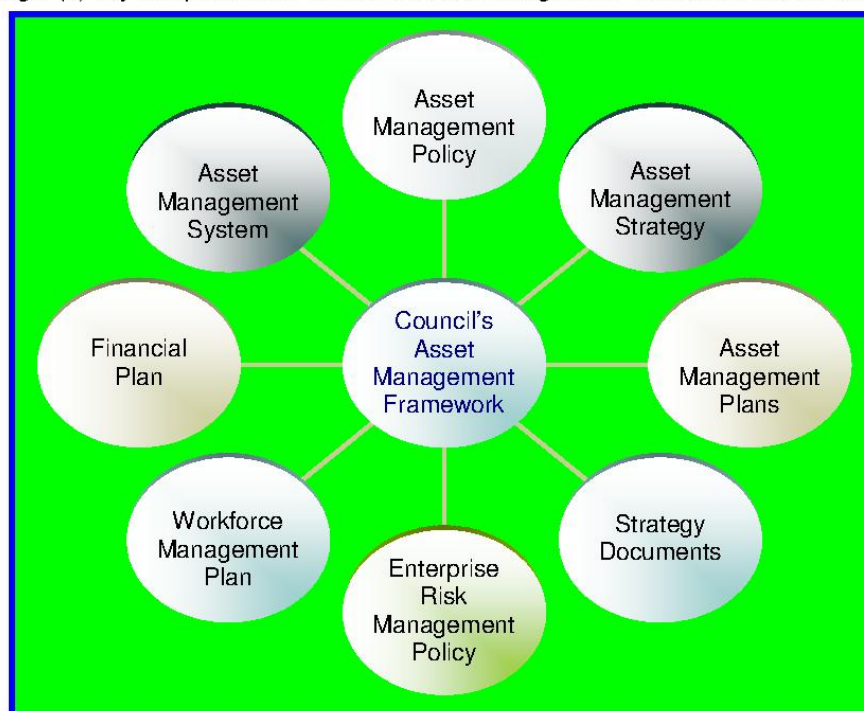 Asset
Management
Policy
Asset
Management
Strategy
Asset
Management
Plans
Strategy
Documents
Enterprise
Risk
Management
Policy
Workforce
Management
Plan
Financial
Plan
Asset
Management
System
Council's
Asset
Management
Framework